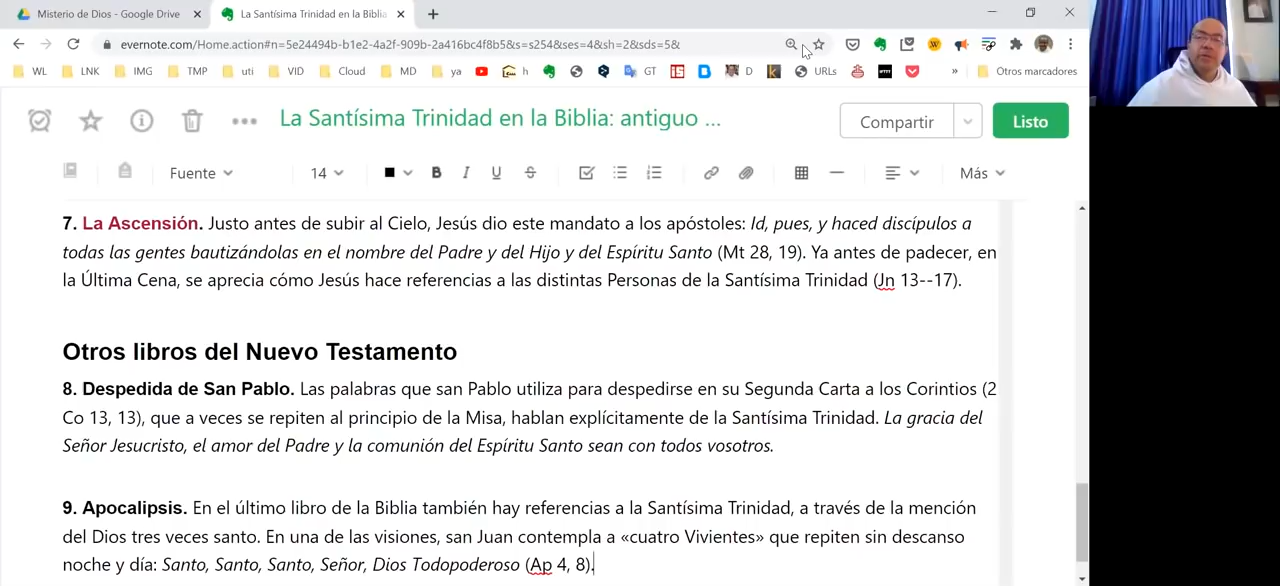 Misterio de Dios - Google Drive
La Santísima Trinidad en la Biblia
evernote.com/Home.action#n=5e24494b-b1e2-4a2f-909b-2a416bc4f8b5&s=s254&ses=4&sh=2&sds=5&
WL LNK IMG TMP uti VID Cloud MD ya h GT D URLs » Otros marcadores
La Santísima Trinidad en la Biblia: antiguo ... Compartir Listo
Fuente 14 B I U S Más
7. La Ascensión. Justo antes de subir al Cielo, Jesús dio este mandato a los apóstoles: Id, pues, y haced discípulos a
todas las gentes bautizándolas en el nombre del Padre y del Hijo y del Espíritu Santo (Mt 28, 19). Ya antes de padecer, en
la Última Cena, se aprecia cómo Jesús hace referencias a las distintas Personas de la Santísima Trinidad (Jn 13--17).
Otros libros del Nuevo Testamento
8. Despedida de San Pablo. Las palabras que san Pablo utiliza para despedirse en su Segunda Carta a los Corintios (2
Co 13, 13), que a veces se repiten al principio de la Misa, hablan explícitamente de la Santísima Trinidad. La gracia del
Señor Jesucristo, el amor del Padre y la comunión del Espíritu Santo sean con todos vosotros.
9. Apocalipsis. En el último libro de la Biblia también hay referencias a la Santísima Trinidad, a través de la mención
del Dios tres veces santo. En una de las visiones, san Juan contempla a «cuatro Vivientes» que repiten sin descanso
noche y día: Santo, Santo, Santo, Señor, Dios Todopoderoso (Ap 4, 8).